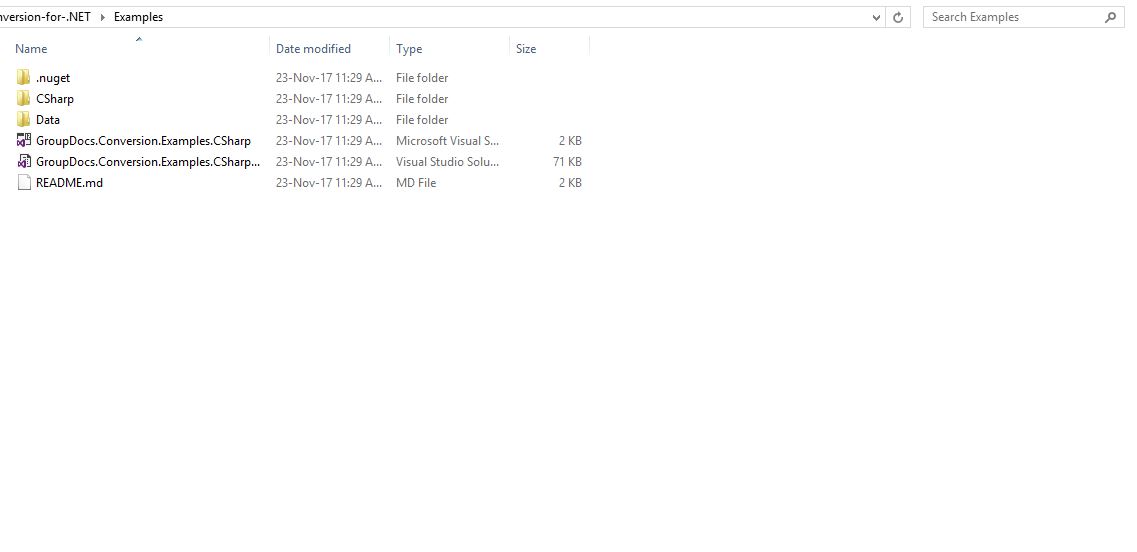 nversion-for-.NET Examples Search Examples
Name Date modified Type Size
.nuget 23-Nov-17 11:29 A... File folder
CSharp 23-Nov-17 11:29 A... File folder
Data 23-Nov-17 11:29 A... File folder
GroupDocs.Conversion.Examples.CSharp 23-Nov-17 11:29 A... Microsoft Visual S... 2 KB
GroupDocs.Conversion.Examples.CSharp... 23-Nov-17 11:29 A... Visual Studio Solu... 71 KB
README.md 23-Nov-17 11:29 A... MD File 2 KB